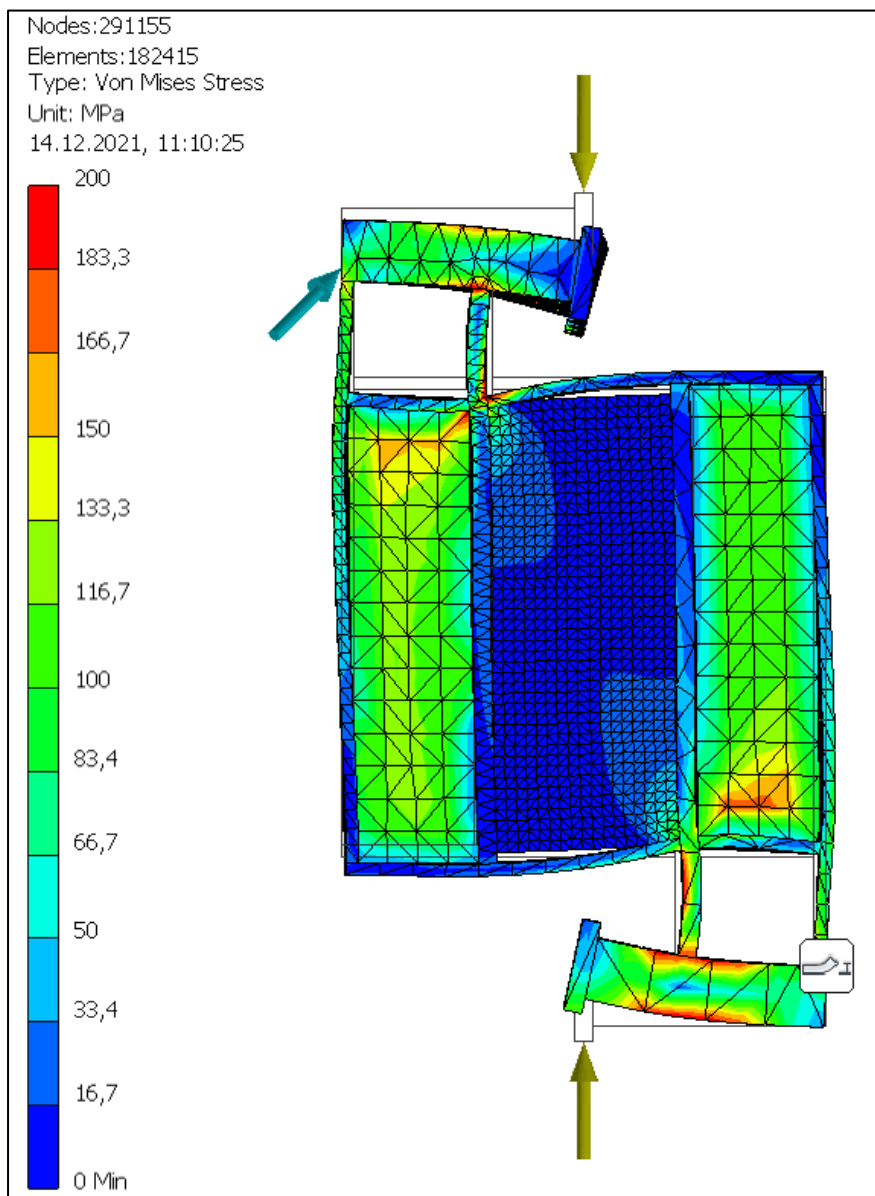 Nodes:291155
Elements:182415
Type: Von Mises Stress
Unit: MPa
14.12.2021, 11:10:25
200
183,3
166,7
150
133,3
116,7
100
83,4
66,7
50
33,4
16,7
0 Min